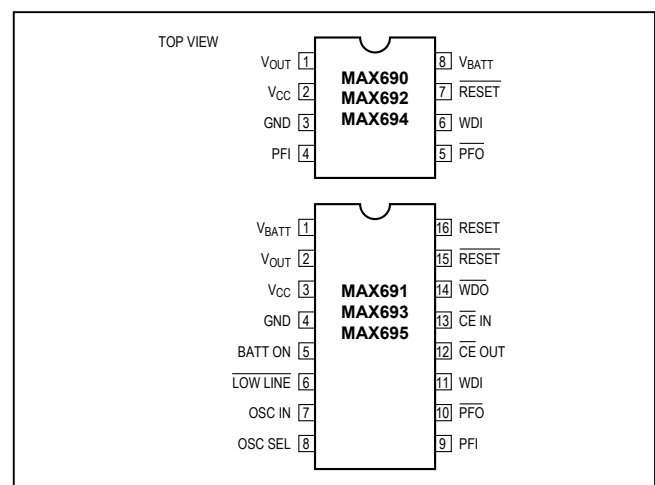 TOP VIEW
VOUT 1
VCC 2
GND 3
PFI 4
MAX690
MAX692
MAX694
8 VBATT
7 RESET
6 WDI
5 PFO
VBATT 1
VOUT 2
VCC 3
GND 4
BATT ON 5
LOW LINE 6
OSC IN 7
OSC SEL 8
MAX691
MAX693
MAX695
16 RESET
15 RESET
14 WDO
13 CE IN
12 CE OUT
11 WDI
10 PFO
9 PFI